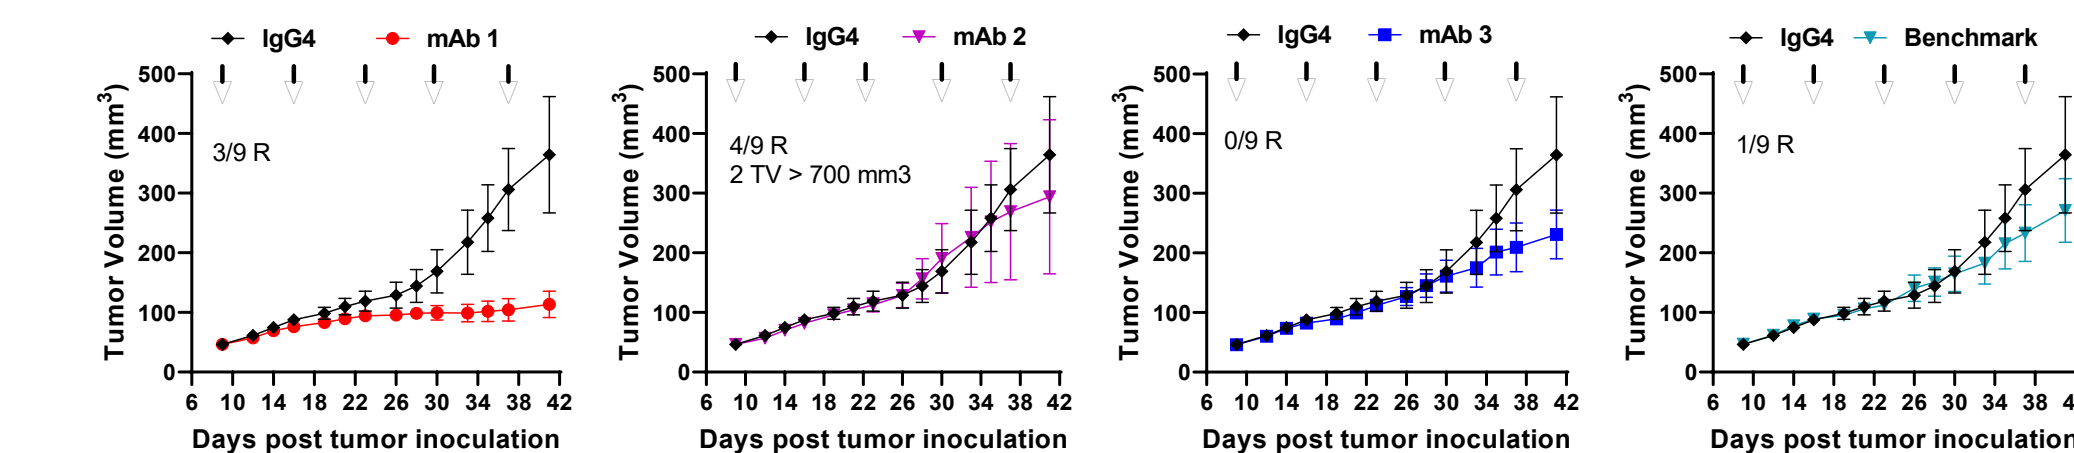 IgG4 mAb 1
500
400
300
200
100
0
Tumor Volume (mm³)
3/9 R
6 10 14 18 22 26 30 34 38 42
Days post tumor inoculation
IgG4 mAb 2
500
400
300
200
100
0
Tumor Volume (mm³)
4/9 R
2 TV > 700 mm3
6 10 14 18 22 26 30 34 38 42
Days post tumor inoculation
IgG4 mAb 3
500
400
300
200
100
0
Tumor Volume (mm³)
0/9 R
6 10 14 18 22 26 30 34 38 42
Days post tumor inoculation
IgG4 Benchmark
500
400
300
200
100
0
Tumor Volume (mm³)
1/9 R
6 10 14 18 22 26 30 34 38 4
Days post tumor inoculation